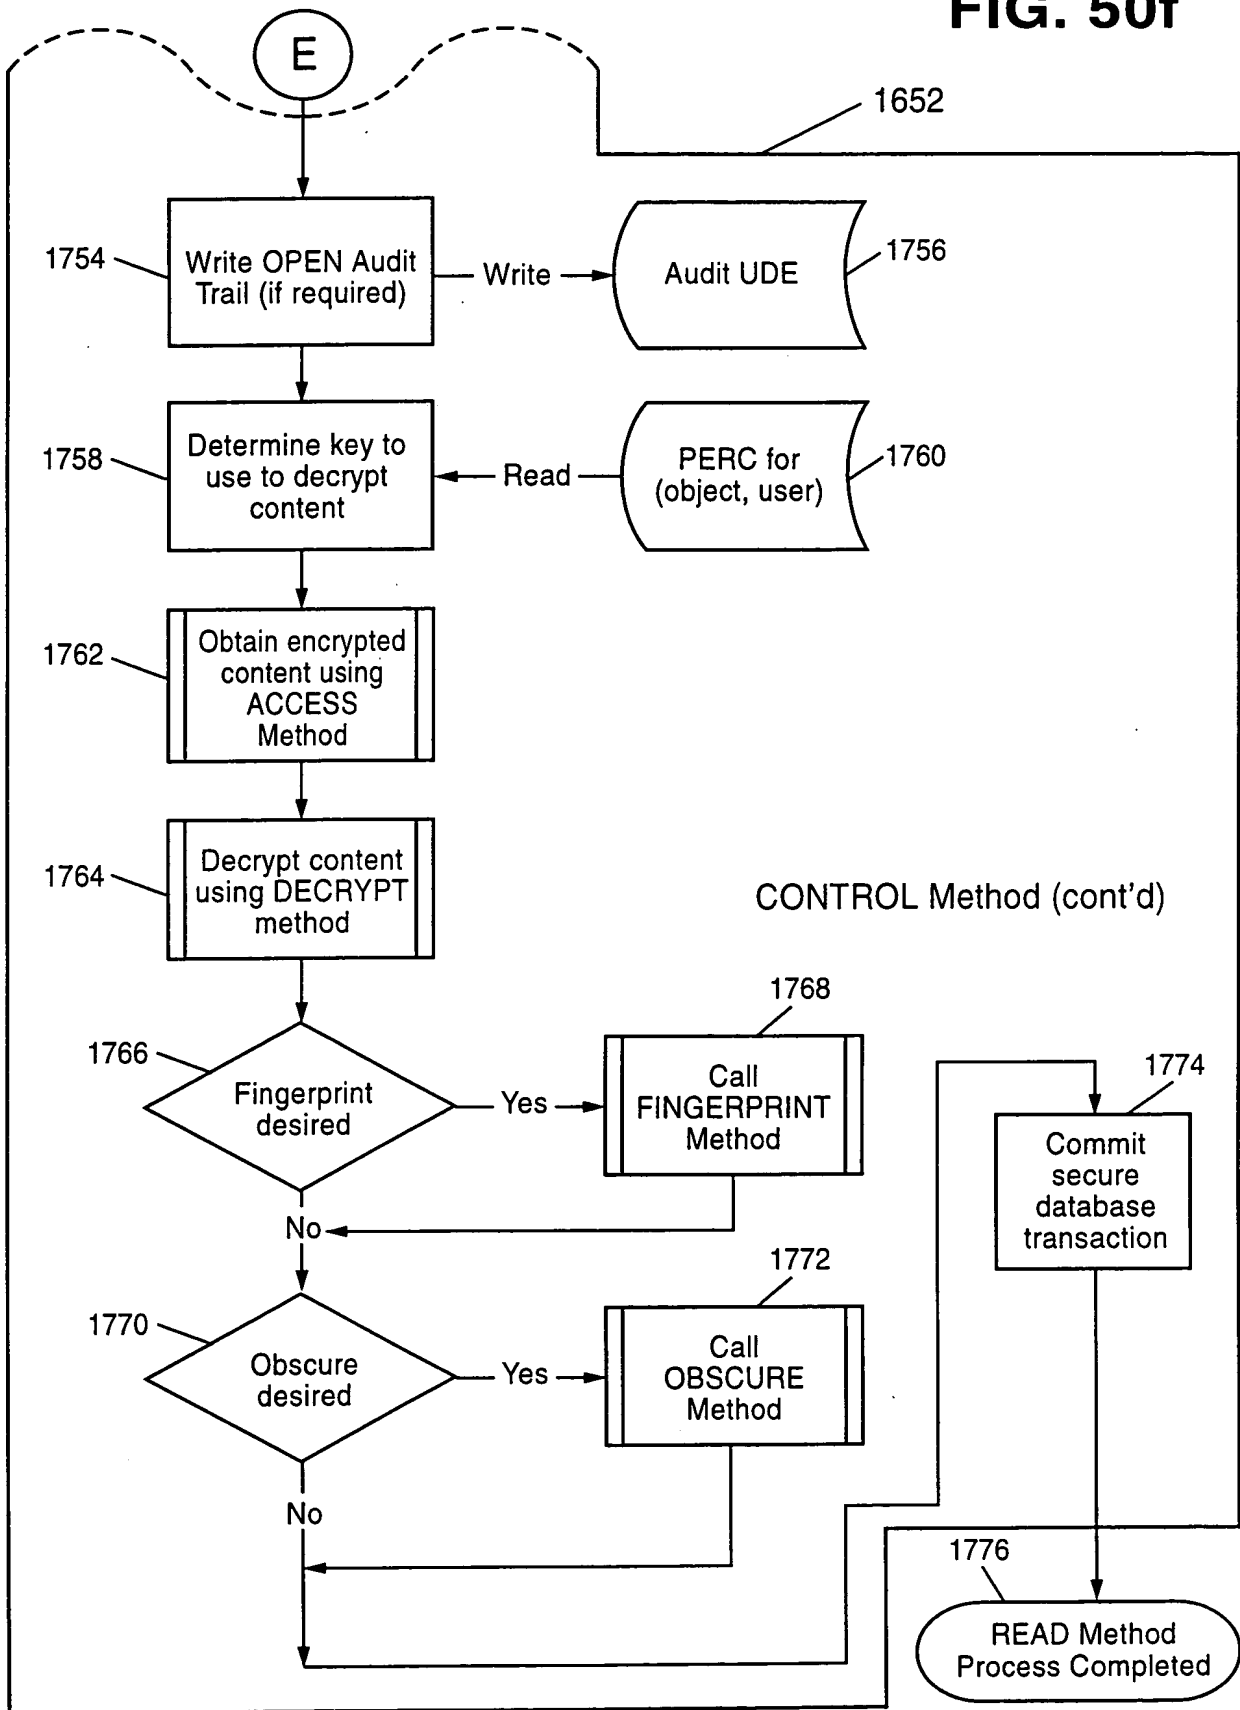 FIG. 50f
E
1652
1754
Write OPEN Audit
Trail (if required)
Write
Audit UDE
1756
1758
Determine key to
use to decrypt
content
Read
PERC for
(object, user)
1760
1762
Obtain encrypted
content using
ACCESS
Method
1764
Decrypt content
using DECRYPT
method
CONTROL Method (cont'd)
1766
Fingerprint
desired
Yes
1768
Call
FINGERPRINT
Method
No
1770
Obscure
desired
Yes
1772
Call
OBSCURE
Method
No
1774
Commit
secure
database
transaction
1776
READ Method
Process Completed